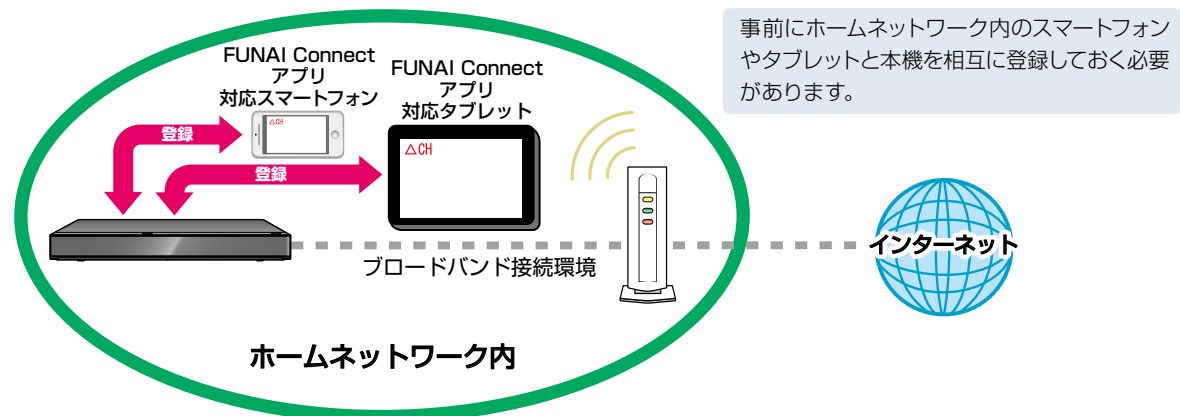 事前にホームネットワーク内のスマートフォン
やタブレットと本機を相互に登録しておく必要
があります。
FUNAI Connect
アプリ
対応スマートフォン
FUNAI Connect
アプリ
対応タブレット
△CH
登録
△CH
登録
インターネット
ブロードバンド接続環境
ホームネットワーク内